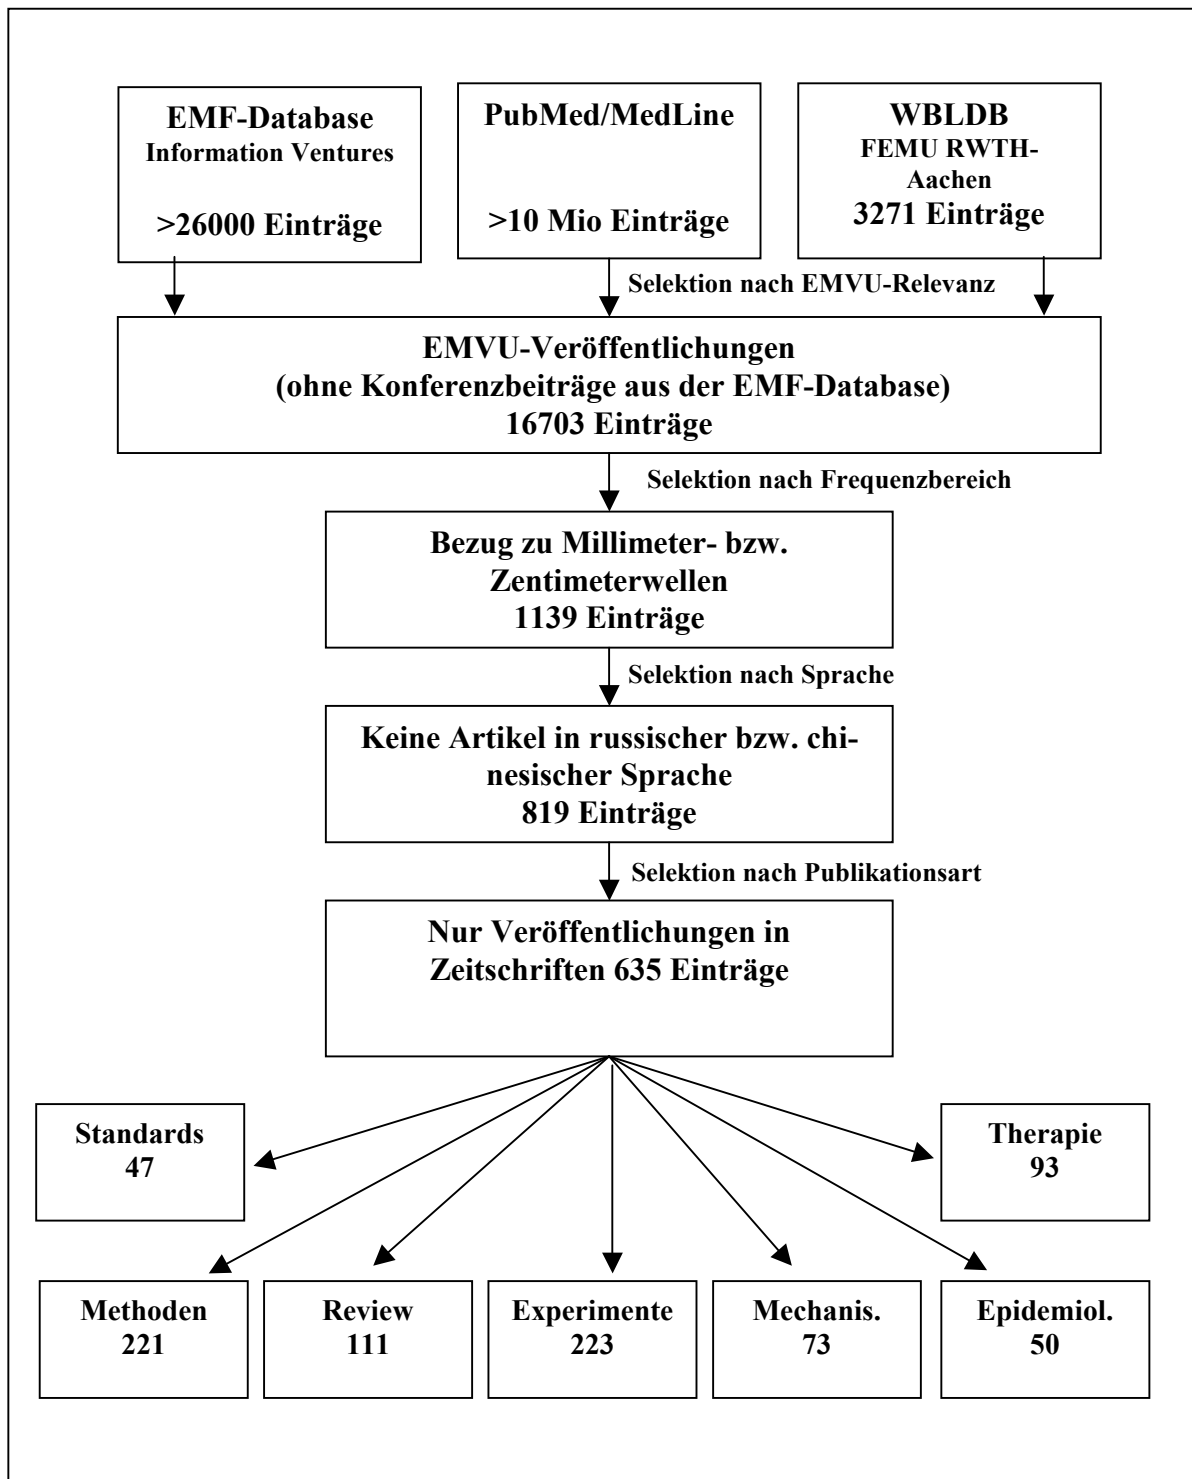 EMF-Database
Information Ventures
>26000 Einträge
PubMed/MedLine
>10 Mio Einträge
WBLDB
FEMU RWTH-
Aachen
3271 Einträge
Selektion nach EMVU-Relevanz
EMVU-Veröffentlichungen
(ohne Konferenzbeiträge aus der EMF-Database)
16703 Einträge
Selektion nach Frequenzbereich
Bezug zu Millimeter- bzw.
Zentimeterwellen
1139 Einträge
Selektion nach Sprache
Keine Artikel in russischer bzw. chi-
nesischer Sprache
819 Einträge
Selektion nach Publikationsart
Nur Veröffentlichungen in
Zeitschriften 635 Einträge
Standards
47
Therapie
93
Methoden
221
Review
111
Experimente
223
Mechanis.
73
Epidemiol.
50